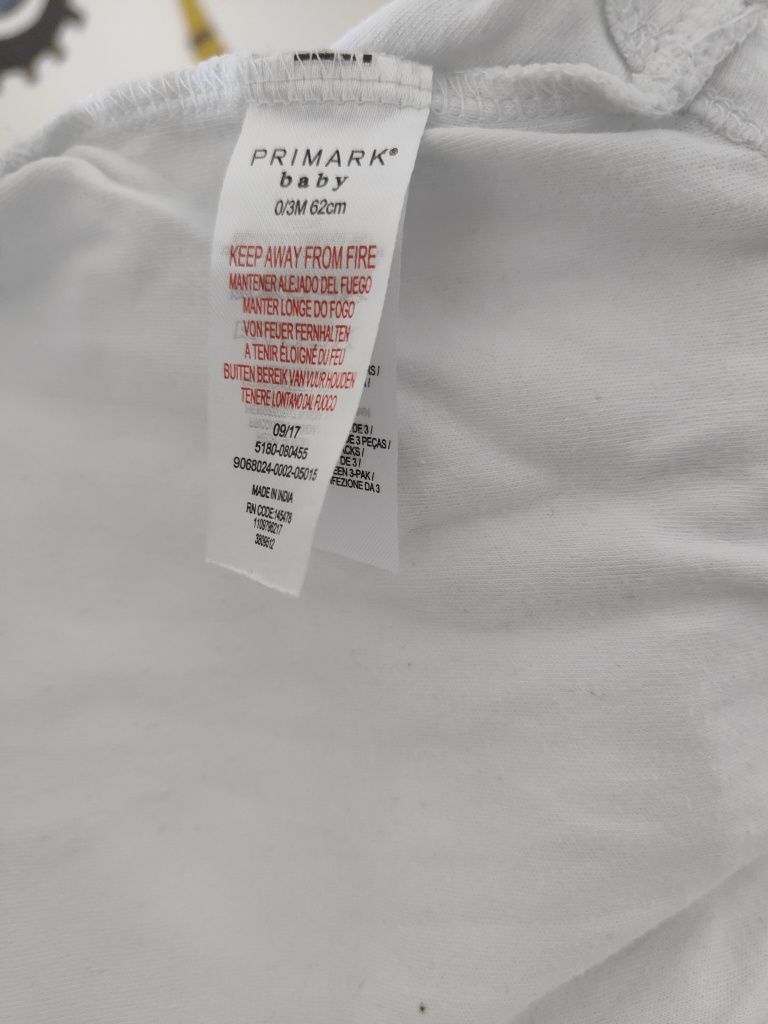 PRIMARK®
baby
0/3M 62cm
KEEP AWAY FROM FIRE
MANTENER ALEJADO DEL FUEGO
MANTER LONGE DO FOGO
VON FEUER FERNHALTEN
A TENIR ÉLOIGNÉ DU FEU
BUITEN BEREIK VAN VUUR HOUDEN
TENERE LONTANO DAL FUOCO
09/17
5180-080455
9068024-0002-05015
MADE IN INDIA
RN CODE:145478
1109798217
3809512
DE 3 /
DE 3 PEÇAS /
ACKS /
DE 3 /
EEN 3-PAK /
NFEZIONE DA 3